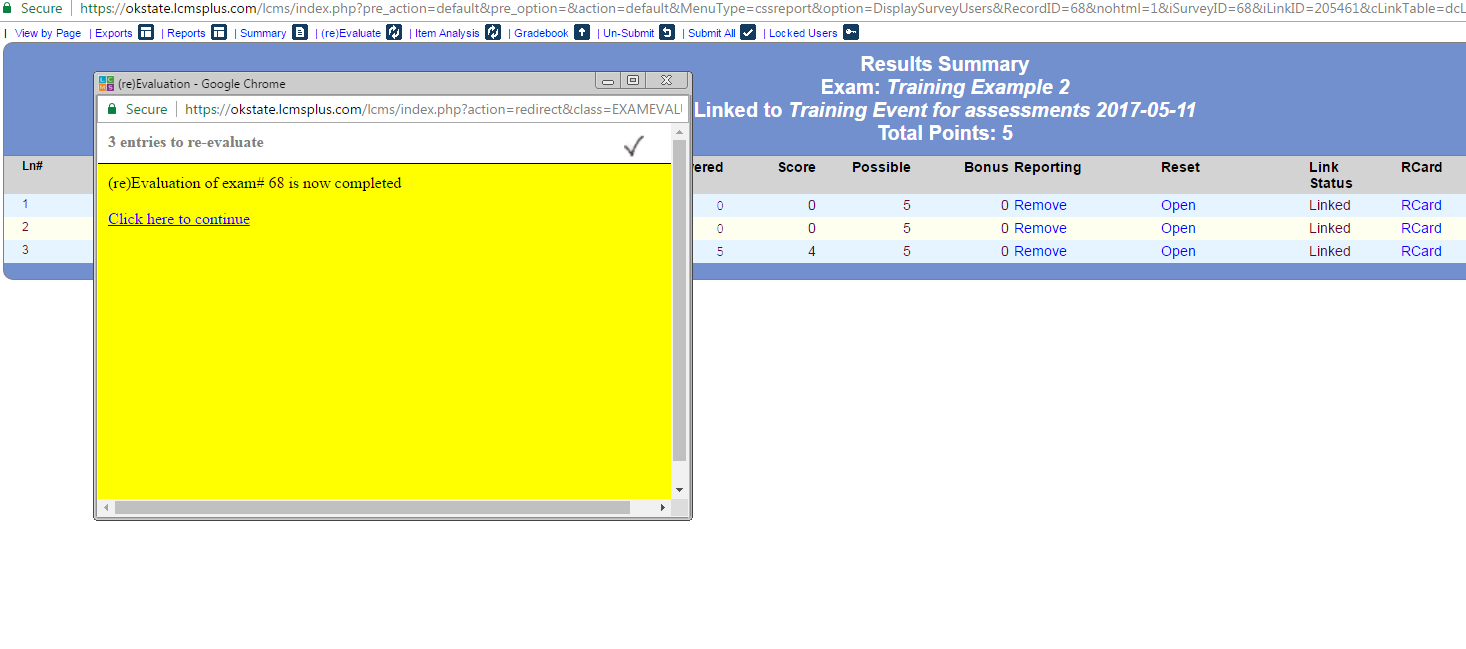 Secure https://okstate.lcmsplus.com/lcms/index.php?pre_action=default&pre_option=&action=default&MenuType=cssreport&option=DisplaySurveyUsers&RecordID=68&nohtml=1&iSurveyID=68&iLinkID=205461&cLinkTable=dcL
| View by Page | Exports | Reports | Summary | (re)Evaluate | Item Analysis | Gradebook | Un-Submit | Submit All | Locked Users
Results Summary
Exam: Training Example 2
Linked to Training Event for assessments 2017-05-11
Total Points: 5
(re)Evaluation - Google Chrome
Secure https://okstate.lcmsplus.com/lcms/index.php?action=redirect&class=EXAMEVAL
3 entries to re-evaluate
(re)Evaluation of exam# 68 is now completed
Click here to continue
Ln# ered Score Possible Bonus Reporting Reset Link Status RCard
1 0 0 5 0 Remove Open Linked RCard
2 0 0 5 0 Remove Open Linked RCard
3 5 4 5 0 Remove Open Linked RCard